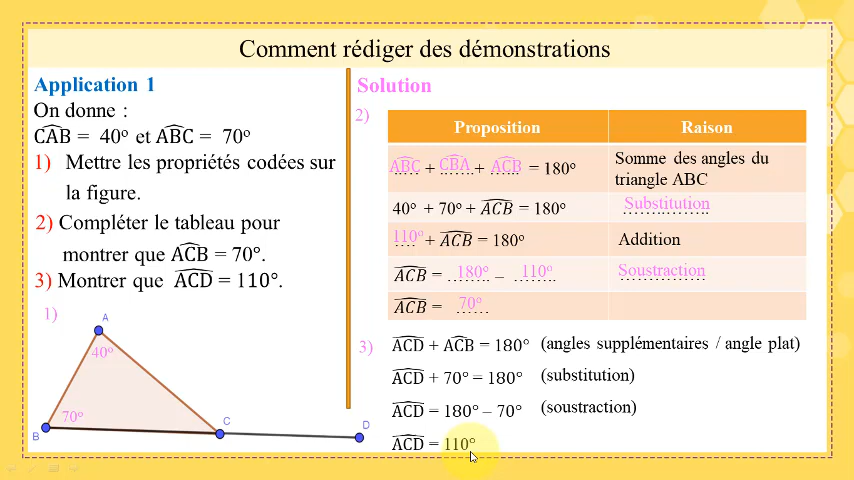 Comment rédiger des démonstrations
Application 1
On donne :
CAB = 40° et ABC = 70°
1) Mettre les propriétés codées sur
la figure.
2) Compléter le tableau pour
montrer que ACB = 70°.
3) Montrer que ACD = 110°.
1)
A
40°
70°
B
C
D
Solution
2)
Proposition Raison
ABC + CBA + ACB = 180° Somme des angles du
triangle ABC
40° + 70° + ACB = 180° Substitution
110° + ACB = 180° Addition
ACB = 180° – 110° Soustraction
ACB = 70°
3) ACD + ACB = 180° (angles supplémentaires / angle plat)
ACD + 70° = 180° (substitution)
ACD = 180° – 70° (soustraction)
ACD = 110°